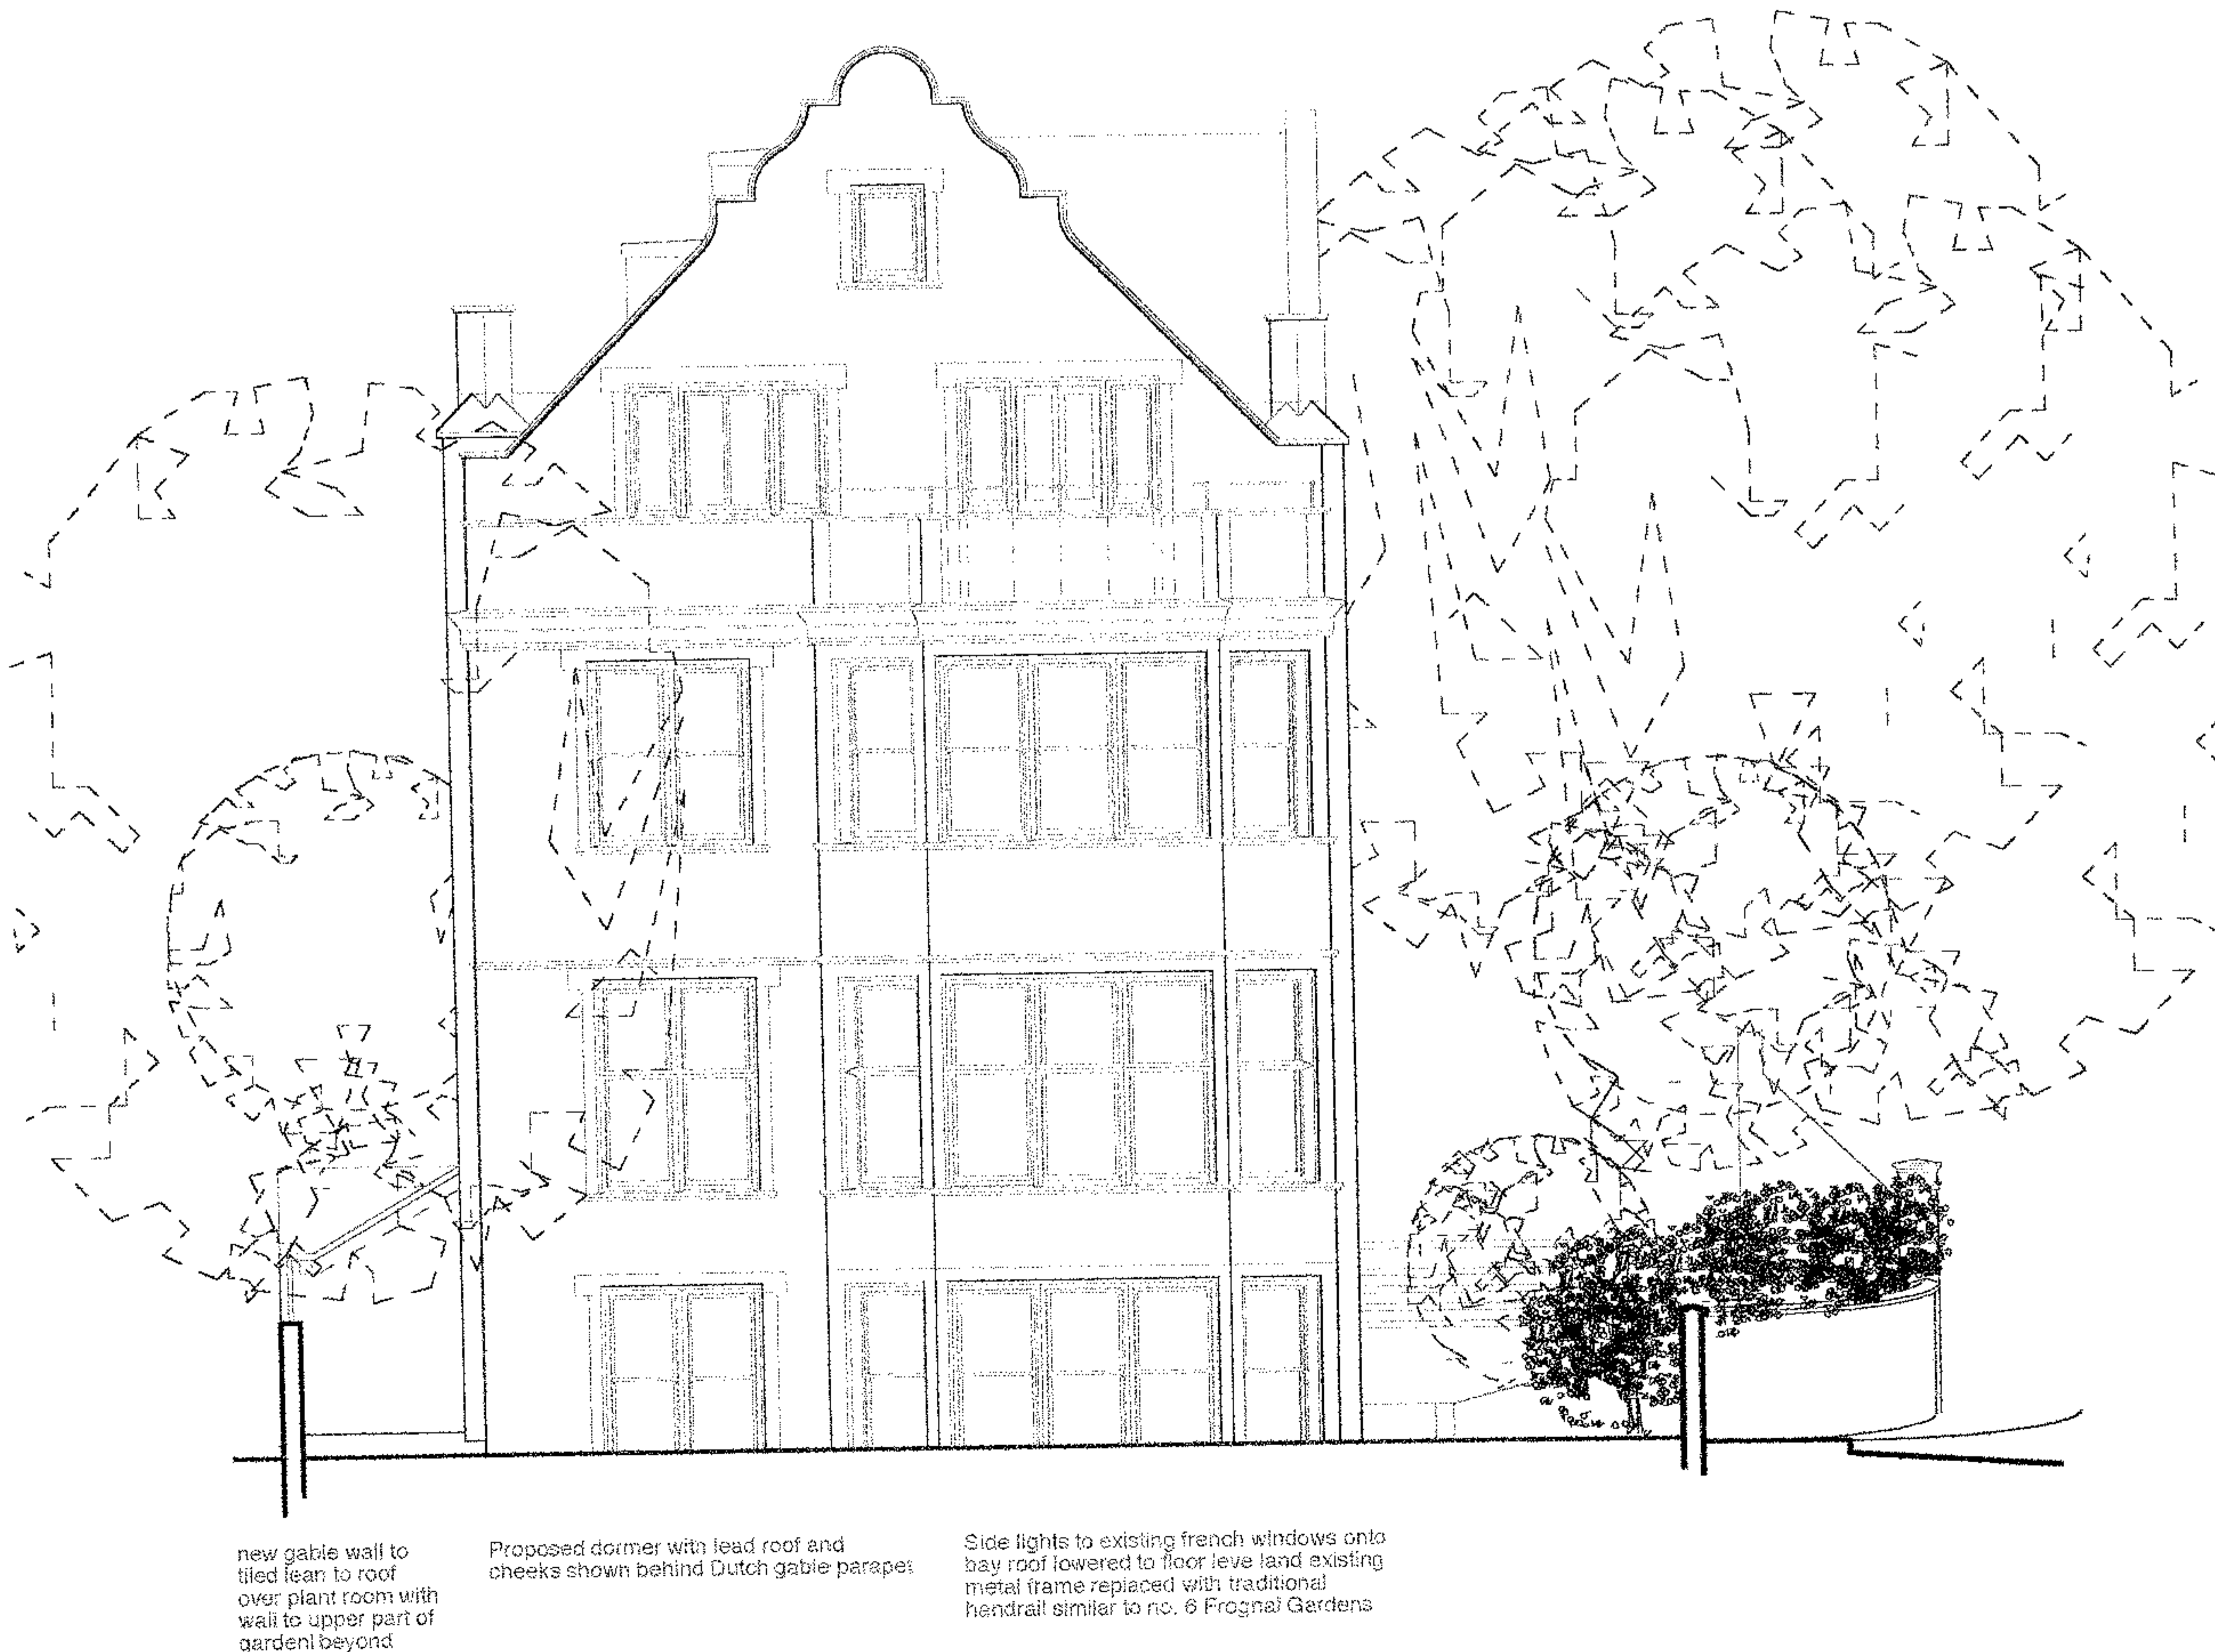 new gable wall to
tiled lean to roof
over plant room with
wall to upper part of
garden| beyond
Proposed dormer with lead roof and
cheeks shown behind Dutch gable parapet
Side lights to existing french windows onto
bay roof lowered to floor leve land existing
metal frame replaced with traditional
handrail similar to no. 6 Frognal Gardens